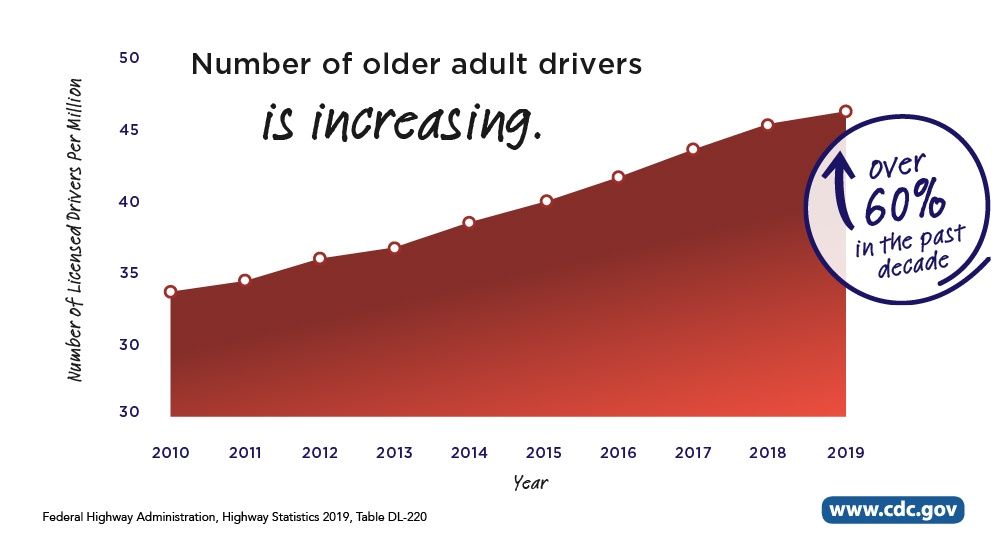 Number of older adult drivers
is increasing.
Number of Licensed Drivers Per Million
50
45
40
35
30
30
over
60%
in the past
decade
2010 2011 2012 2013 2014 2015 2016 2017 2018 2019
Year
Federal Highway Administration, Highway Statistics 2019, Table DL-220
www.cdc.gov